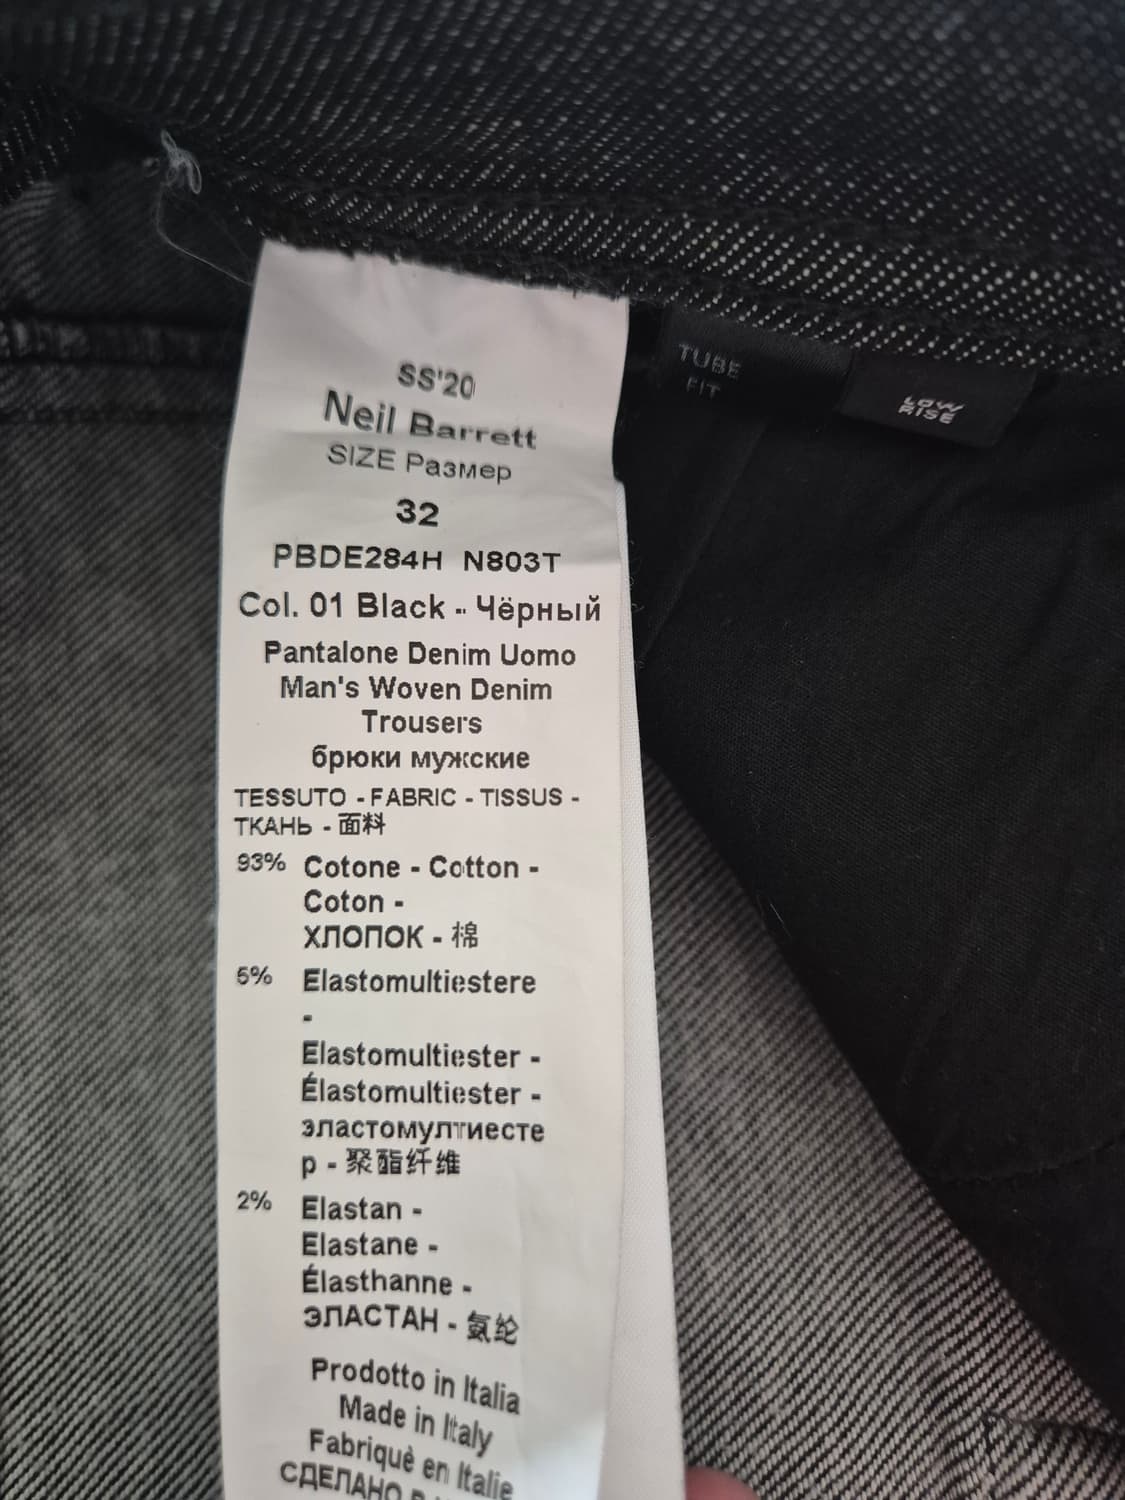 SS'20
Neil Barrett
SIZE Размер
32
PBDE284H N803T
Col. 01 Black - Чёрный
Pantalone Denim Uomo
Man's Woven Denim
Trousers
брюки мужские
TESSUTO - FABRIC - TISSUS -
ТКАНЬ - 面料
93% Cotone - Cotton -
Coton -
ХЛОПОК - 棉
5% Elastomultiestere
-
Elastomultiester -
Élastomultiester -
эластомултиесте
р - 聚酯纤维
2% Elastan -
Elastane -
Élasthanne -
ЭЛАСТАН - 氨纶
Prodotto in Italia
Made in Italy
Fabriquè en Italie
СДЕЛАНО В
TUBE
FIT
LOW
RISE